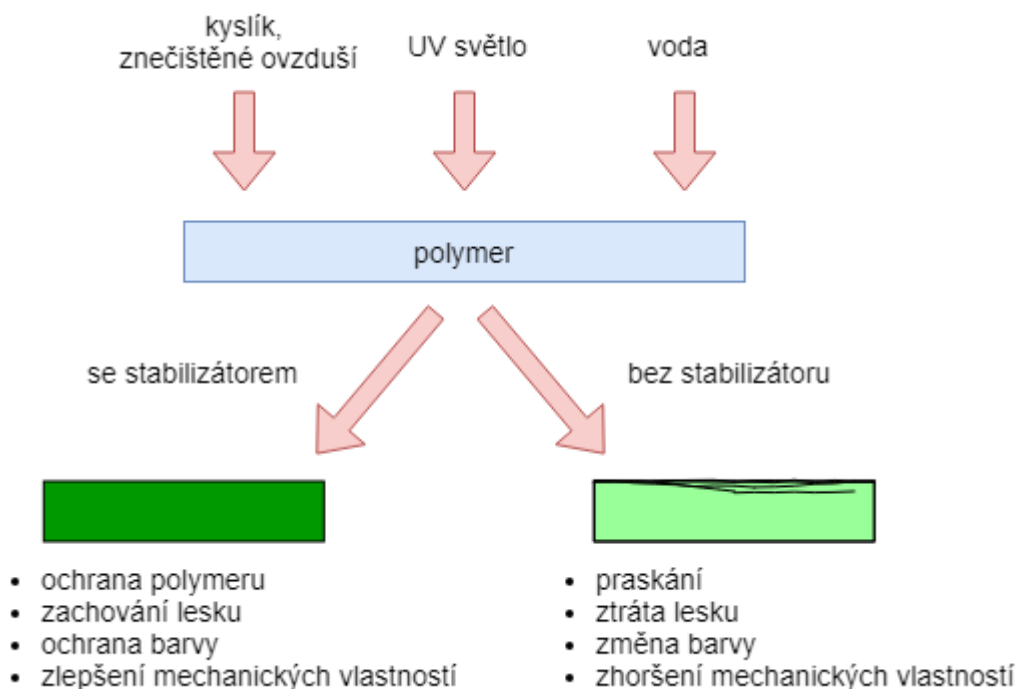 kyslík,
znečištěné ovzduší
UV světlo
voda
polymer
se stabilizátorem
bez stabilizátoru
• ochrana polymeru
• zachování lesku
• ochrana barvy
• zlepšení mechanických vlastností
• praskání
• ztráta lesku
• změna barvy
• zhoršení mechanických vlastností